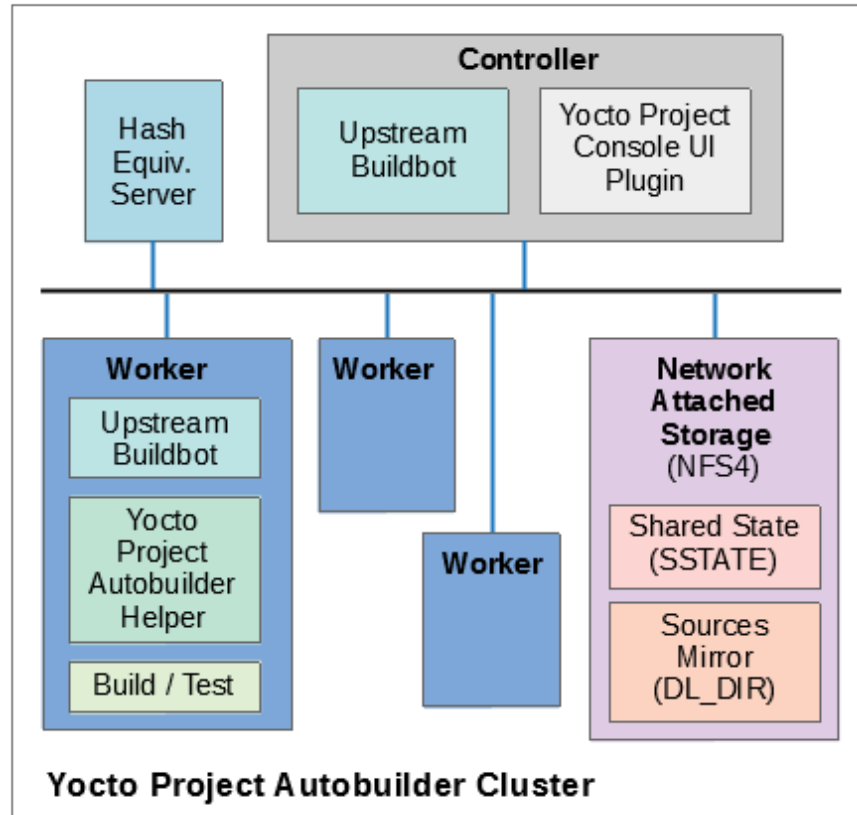 Controller
Hash
Equiv.
Server
Upstream
Buildbot
Yocto Project
Console UI
Plugin
Worker
Upstream
Buildbot
Yocto
Project
Autobuilder
Helper
Build / Test
Worker
Worker
Network
Attached
Storage
(NFS4)
Shared State
(SSTATE)
Sources
Mirror
(DL_DIR)
Yocto Project Autobuilder Cluster